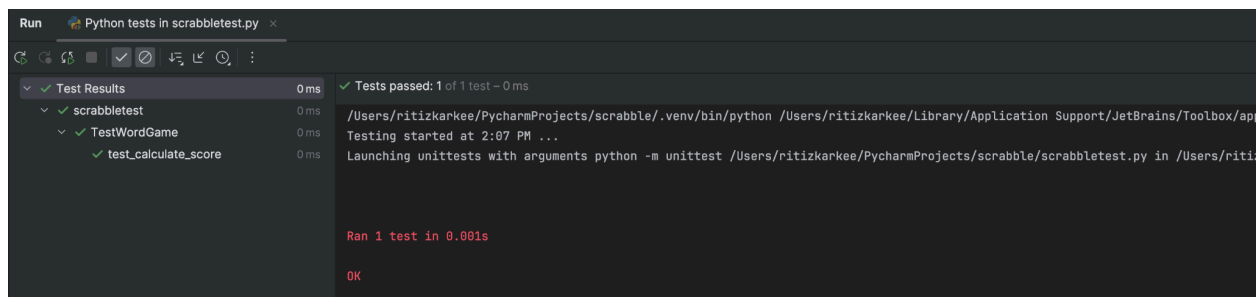 Run Python tests in scrabbletest.py ×
Test Results 0 ms
scrabbletest 0 ms
TestWordGame 0 ms
test_calculate_score 0 ms
Tests passed: 1 of 1 test – 0 ms
/Users/ritizkarkee/PycharmProjects/scrabble/.venv/bin/python /Users/ritizkarkee/Library/Application Support/JetBrains/Toolbox/app
Testing started at 2:07 PM ...
Launching unittests with arguments python -m unittest /Users/ritizkarkee/PycharmProjects/scrabble/scrabbletest.py in /Users/ritiz
Ran 1 test in 0.001s
OK